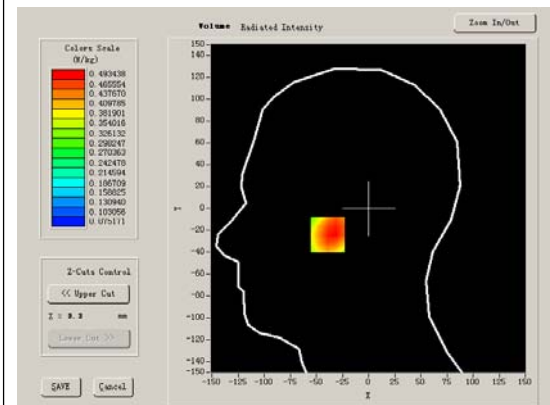 Volume Radiated Intensity
Zoom In/Out
Colors Scale
(W/kg)
0.493438
0.465554
0.437670
0.409785
0.381901
0.354016
0.326132
0.298247
0.270363
0.242478
0.214594
0.186709
0.158825
0.130940
0.103056
0.075171
Z-Cuts Control
<< Upper Cut
mm
Lower Cut >>
SAVE
Cancel
150
140
120
100
80
60
40
20
0
-20
-40
-60
-80
-100
-120
-140
-150
Y
-150 -125 -100 -75 -50 -25 0 25 50 75 100 125 150
X